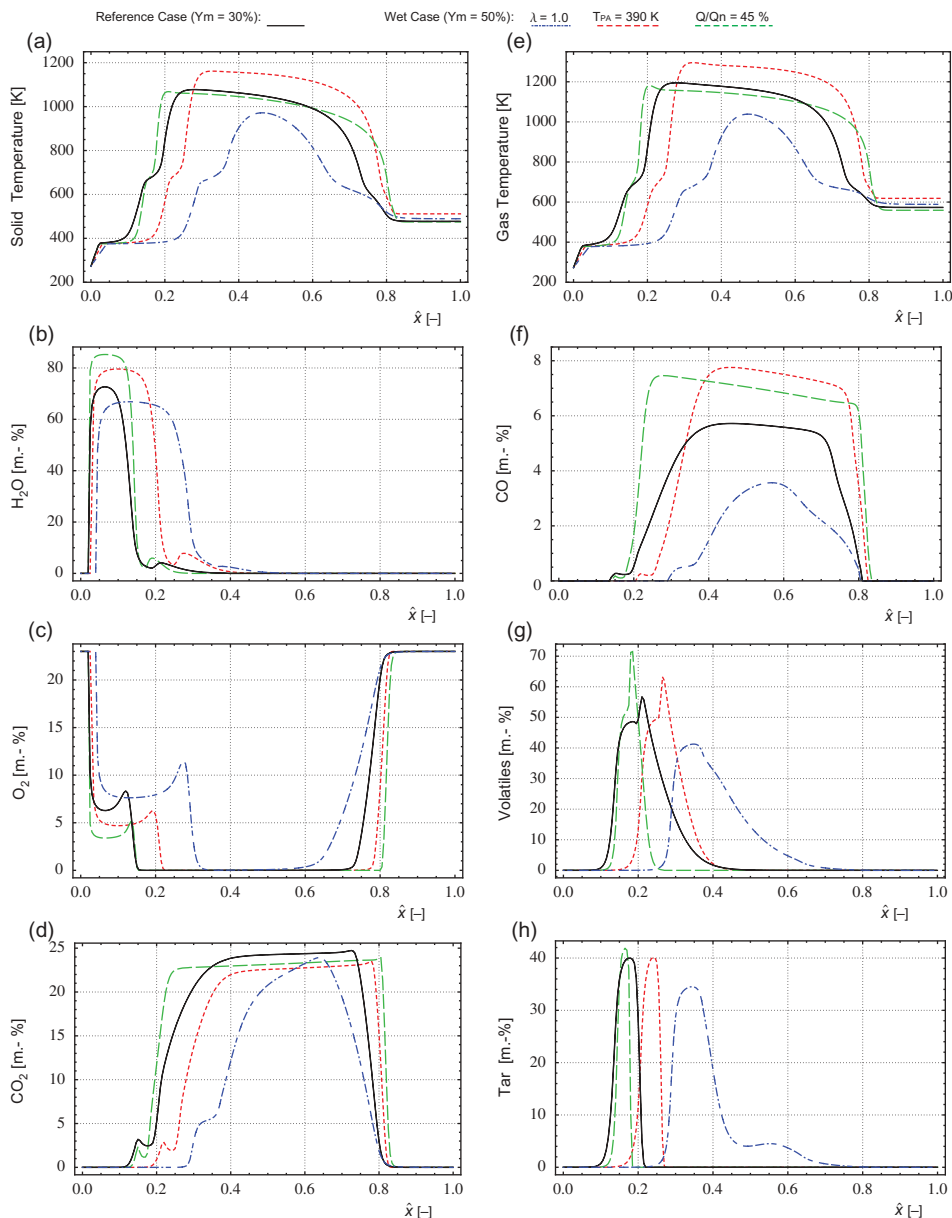 Reference Case (Ym = 30%):
Wet Case (Ym = 50%): λ = 1.0 TPA = 390 K Q/Qn = 45 %
(a)
Solid Temperature [K]
1200
1000
800
600
400
200
0.0 0.2 0.4 0.6 0.8 1.0
x̂ [–]
(e)
Gas Temperature [K]
1200
1000
800
600
400
200
0.0 0.2 0.4 0.6 0.8 1.0
x̂ [–]
(b)
H2O [m.- %]
80
60
40
20
0
0.0 0.2 0.4 0.6 0.8 1.0
x̂ [–]
(f)
CO [m.- %]
8
6
4
2
0
0.0 0.2 0.4 0.6 0.8 1.0
x̂ [–]
(c)
O2 [m.- %]
20
15
10
5
0
0.0 0.2 0.4 0.6 0.8 1.0
x̂ [–]
(g)
Volatiles [m.- %]
70
60
50
40
30
20
10
0
0.0 0.2 0.4 0.6 0.8 1.0
x̂ [–]
(d)
CO2 [m.- %]
25
20
15
10
5
0
0.0 0.2 0.4 0.6 0.8 1.0
x̂ [–]
(h)
Tar [m.-%]
40
30
20
10
0
0.0 0.2 0.4 0.6 0.8 1.0
x̂ [–]